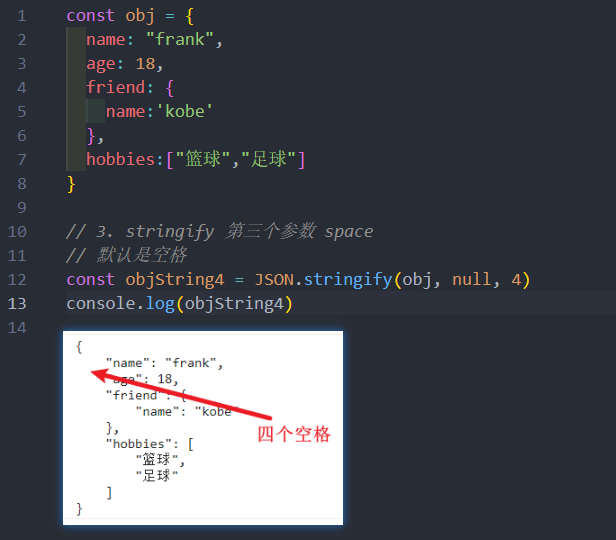 1 const obj = {
2 name: "frank",
3 age: 18,
4 friend: {
5 name:'kobe'
6 },
7 hobbies:["篮球","足球"]
8 }
9
10 // 3. stringify 第三个参数 space
11 // 默认是空格
12 const objString4 = JSON.stringify(obj, null, 4)
13 console.log(objString4)
14
{
"name": "frank",
"age": 18,
"friend": {
"name": "kobe"
},
四个空格
"hobbies": [
"篮球",
"足球"
]
}